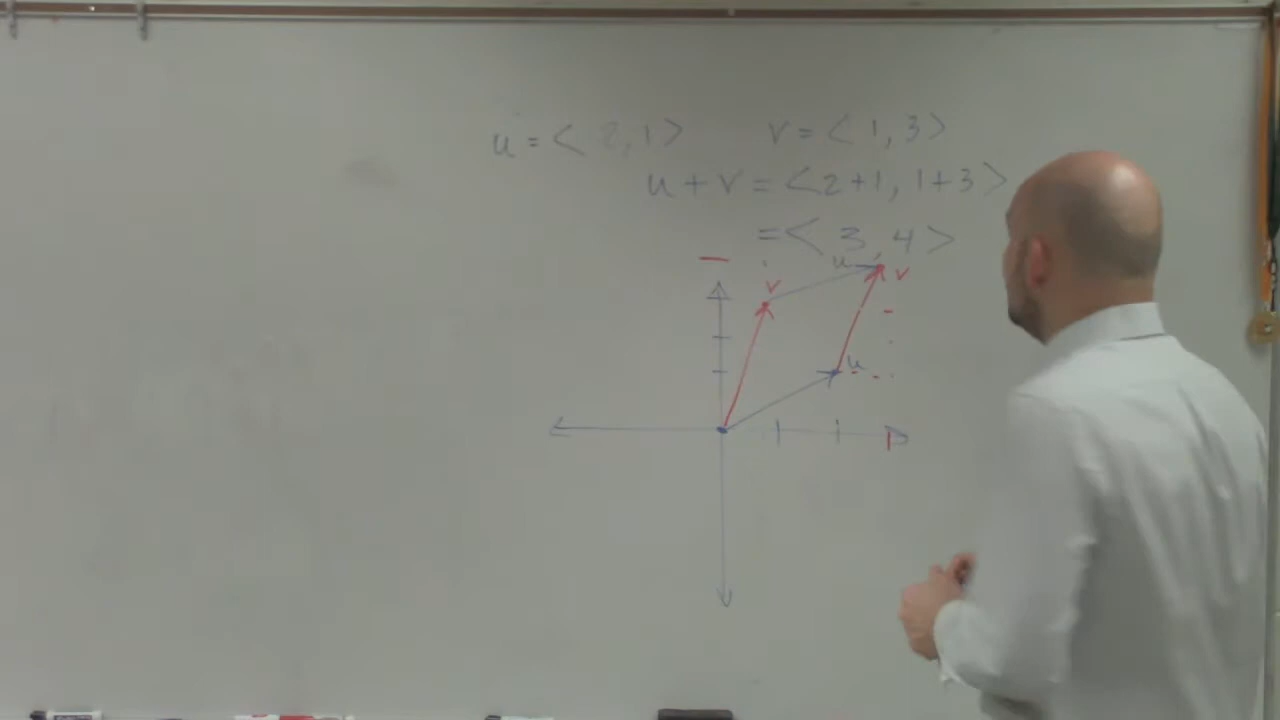 u = < 2, 1 > v = < 1, 3 >
u + v = < 2+1, 1+3 >
= < 3, 4 >
u
v
v
u